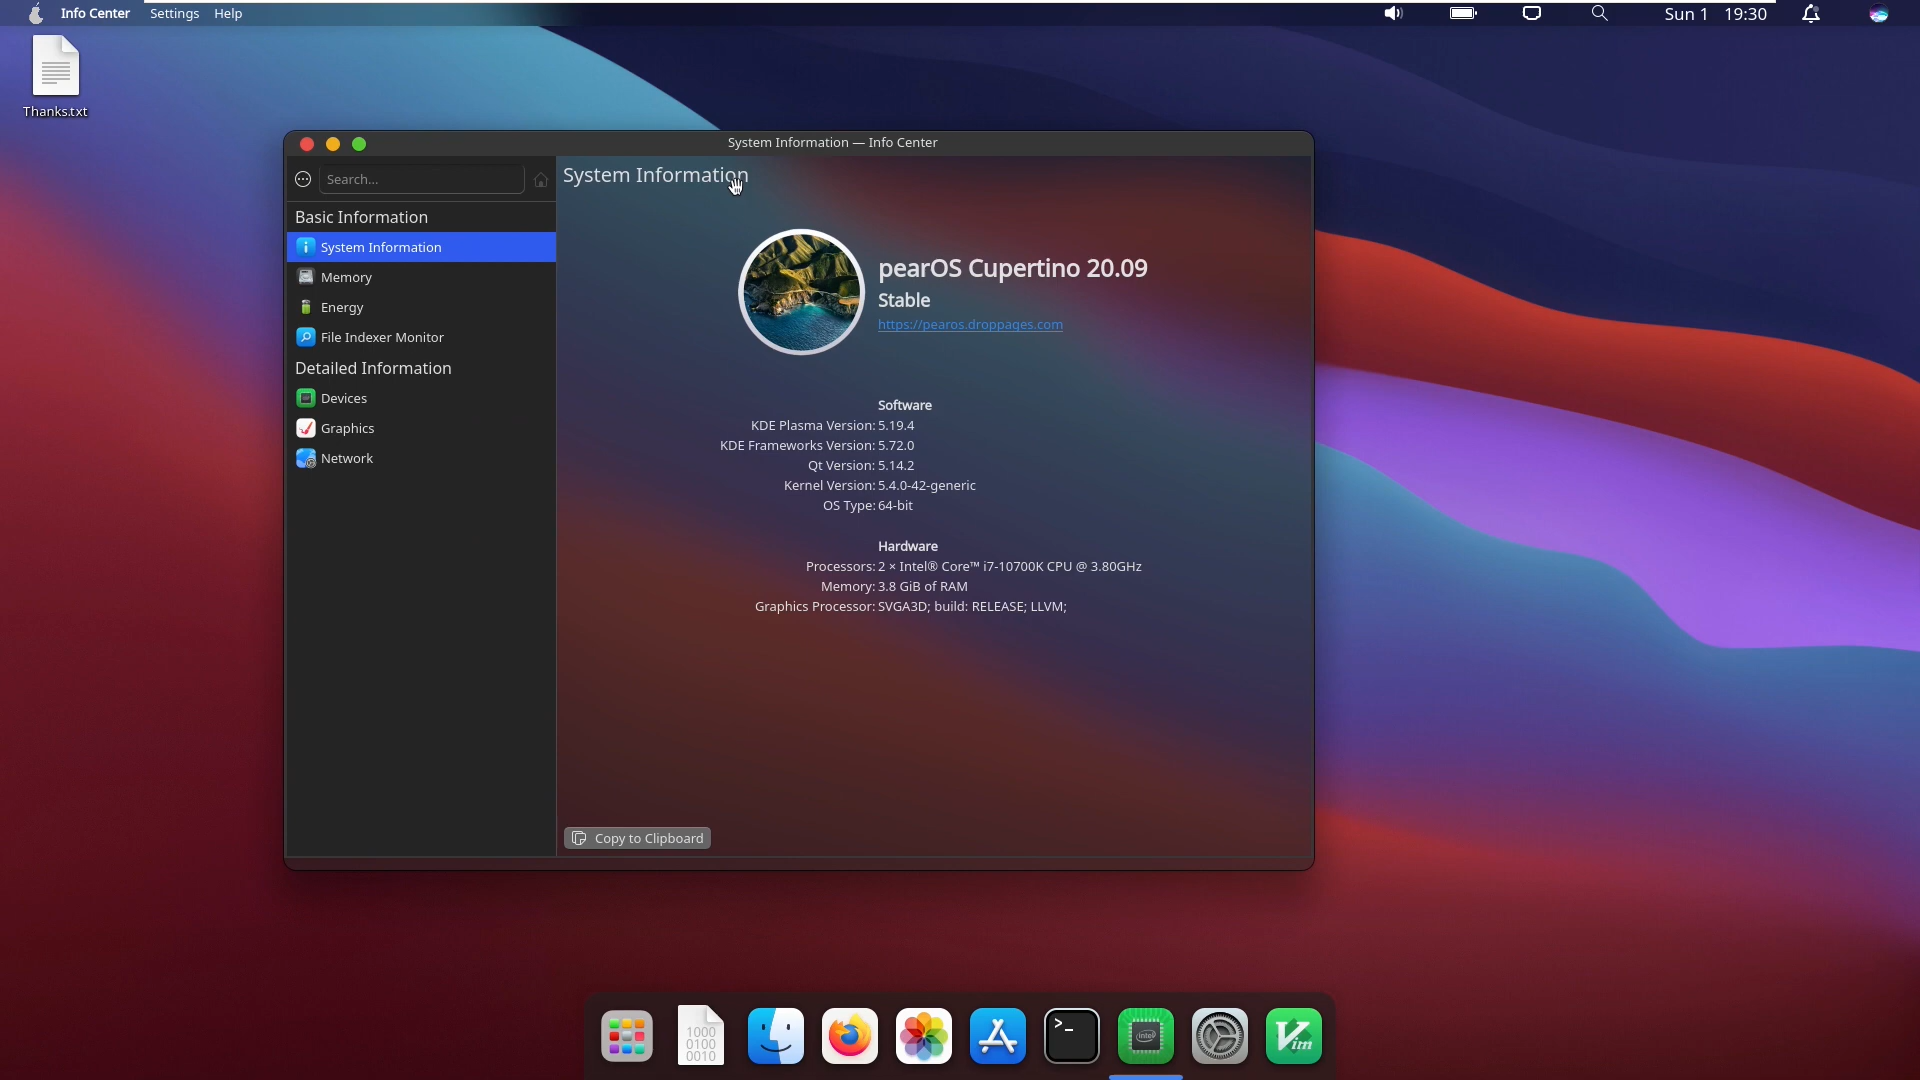 Info Center Settings Help
Sun 1 19:30
Thanks.txt
System Information — Info Center
Search...
System Information
Basic Information
System Information
Memory
Energy
File Indexer Monitor
Detailed Information
Devices
Graphics
Network
pearOS Cupertino 20.09
Stable
https://pearos.droppages.com
Software
KDE Plasma Version: 5.19.4
KDE Frameworks Version: 5.72.0
Qt Version: 5.14.2
Kernel Version: 5.4.0-42-generic
OS Type: 64-bit
Hardware
Processors: 2 × Intel® Core™ i7-10700K CPU @ 3.80GHz
Memory: 3.8 GiB of RAM
Graphics Processor: SVGA3D; build: RELEASE; LLVM;
Copy to Clipboard
1000
0100
0010
>_
intel
Vim